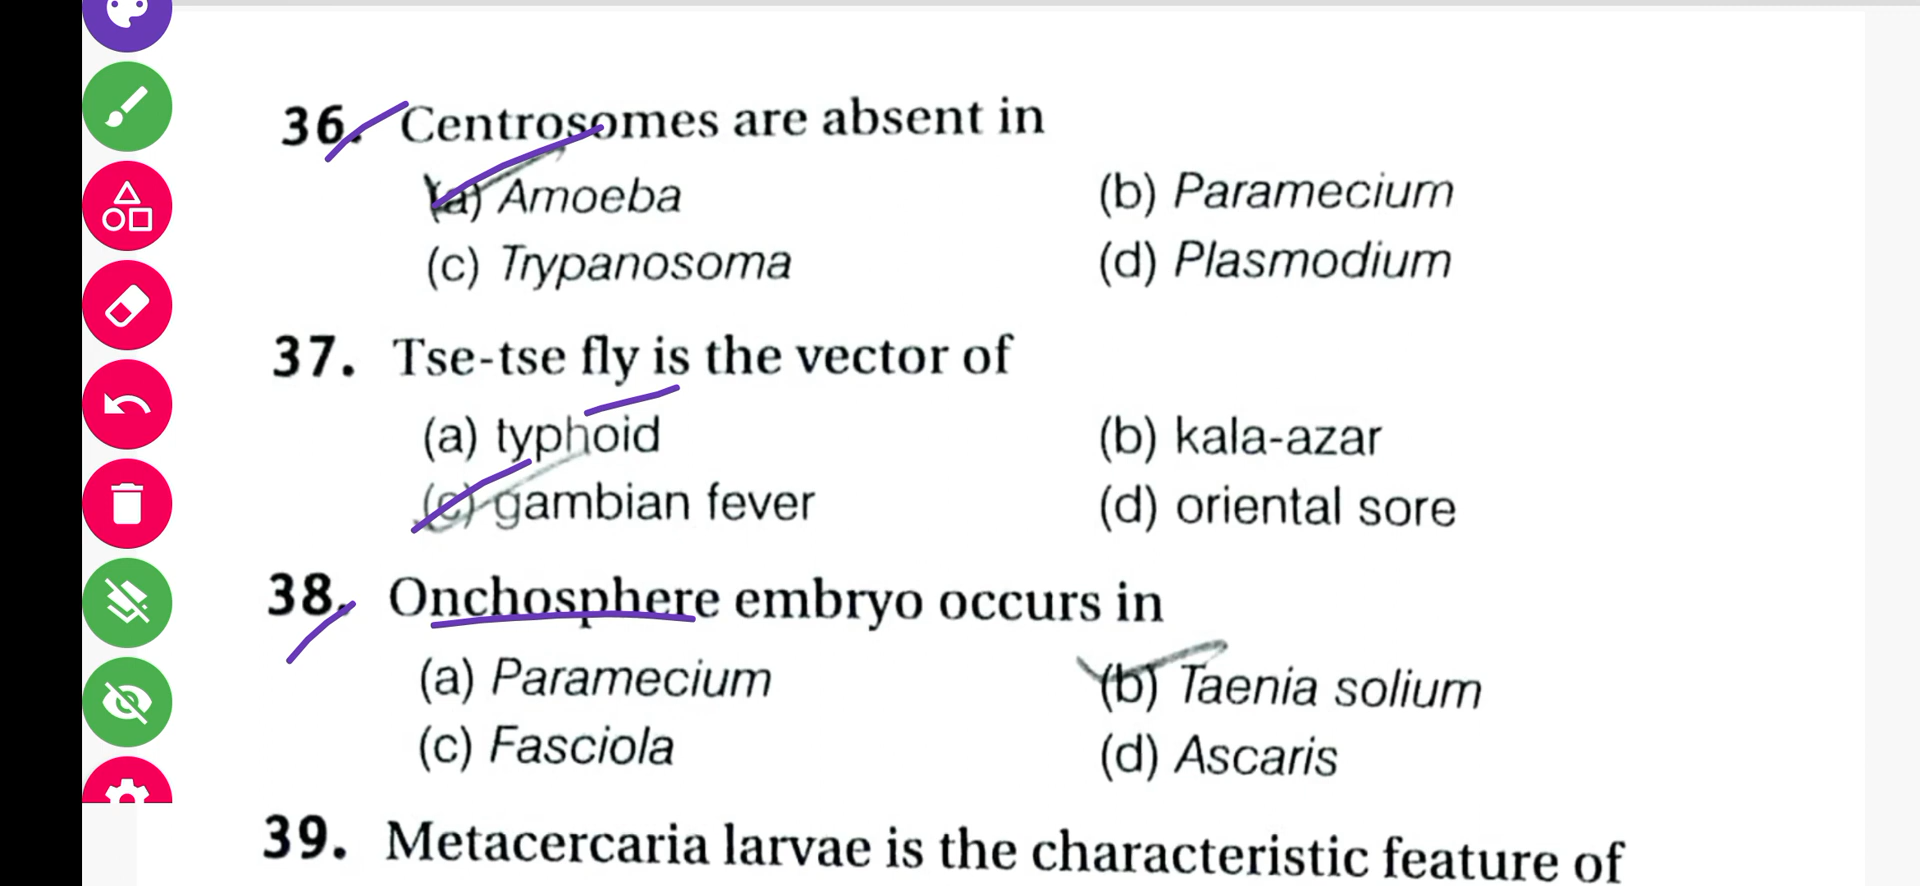 36. Centrosomes are absent in
(a) Amoeba (b) Paramecium
(c) Trypanosoma (d) Plasmodium
37. Tse-tse fly is the vector of
(a) typhoid (b) kala-azar
(c) gambian fever (d) oriental sore
38. Onchosphere embryo occurs in
(a) Paramecium (b) Taenia solium
(c) Fasciola (d) Ascaris
39. Metacercaria larvae is the characteristic feature of